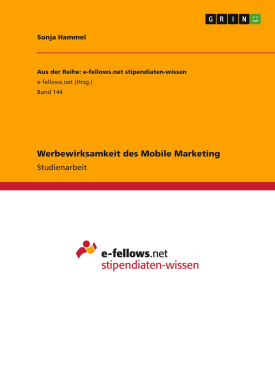 GRIN
Sonja Hammel
Aus der Reihe: e-fellows.net stipendiaten-wissen
e-fellows.net (Hrsg.)
Band 144
Werbewirksamkeit des Mobile Marketing
Studienarbeit
e-fellows.net
stipendiaten-wissen